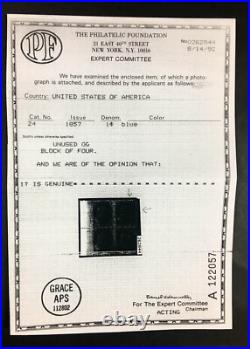 PF
THE PHILATELIC FOUNDATION
21 EAST 40TH STREET
NEW YORK, N.Y. 10016
EXPERT COMMITTEE
No 0262844
8/14/92
We have examined the enclosed item, of which a photograph is attached, and described by the applicant as follows:
Country: UNITED STATES OF AMERICA
Cat. No. Issue Denom. Color
24 1857 1¢ blue
UNUSED OG
BLOCK OF FOUR.
AND WE ARE OF THE OPINION THAT:
IT IS GENUINE
A 122057
GRACE
APS
112802
For The Expert Committee
ACTING Chairman